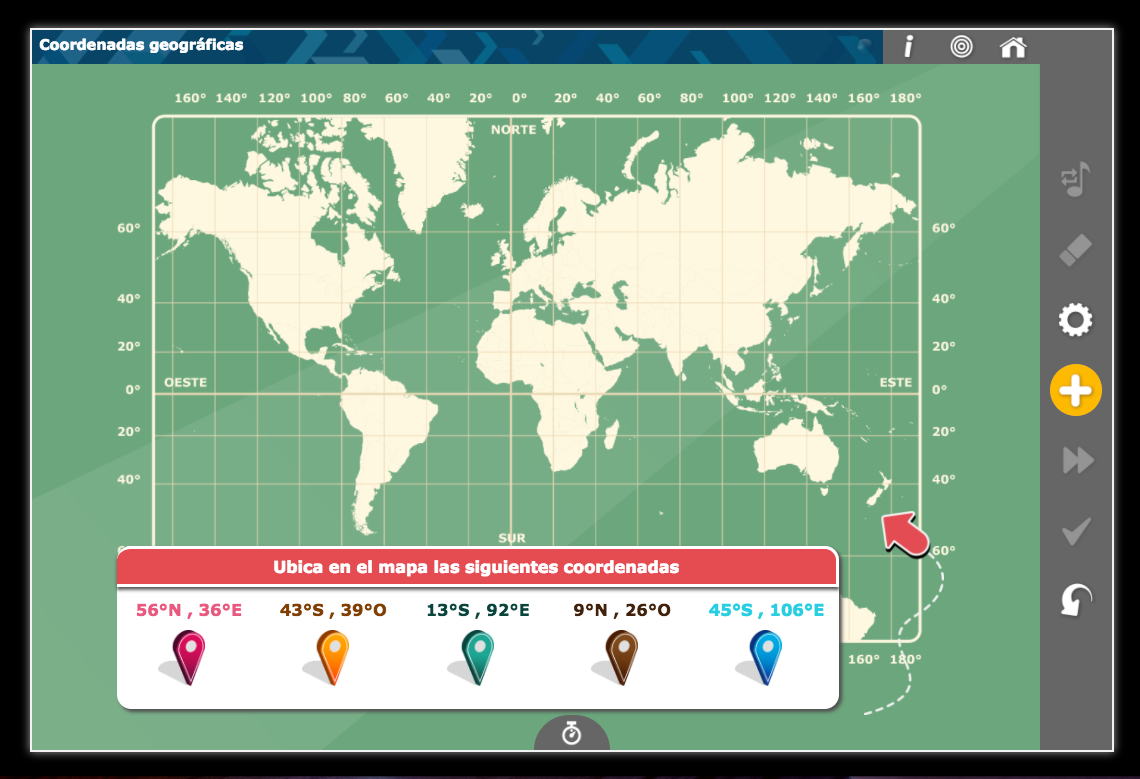 Coordenadas geográficas
i
160° 140° 120° 100° 80° 60° 40° 20° 0° 20° 40° 60° 80° 100° 120° 140° 160° 180°
NORTE
60° 60°
40° 40°
20° 20°
OESTE ESTE
0° 0°
20° 20°
40° 40°
SUR
60°
Ubica en el mapa las siguientes coordenadas
56°N , 36°E 43°S , 39°O 13°S , 92°E 9°N , 26°O 45°S , 106°E
160° 180°